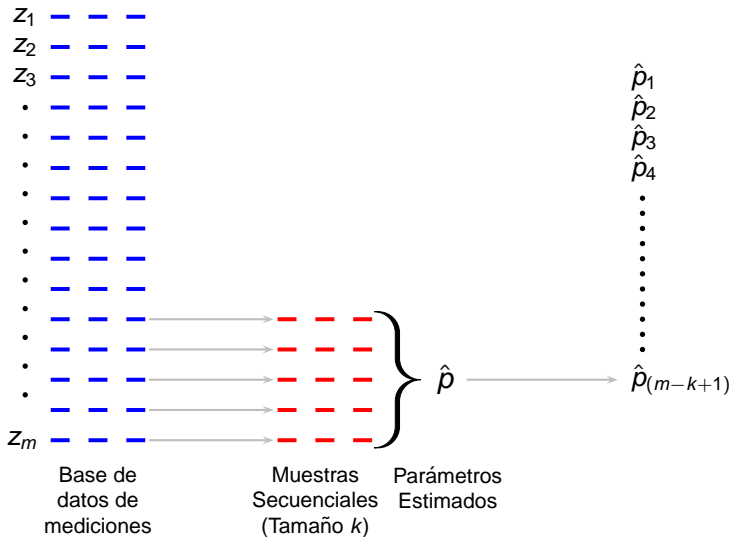 z1
z2
z3
zm
p̂1
p̂2
p̂3
p̂4
p̂
p̂(m−k+1)
Base de
datos de
mediciones
Muestras
Secuenciales
(Tamaño k)
Parámetros
Estimados